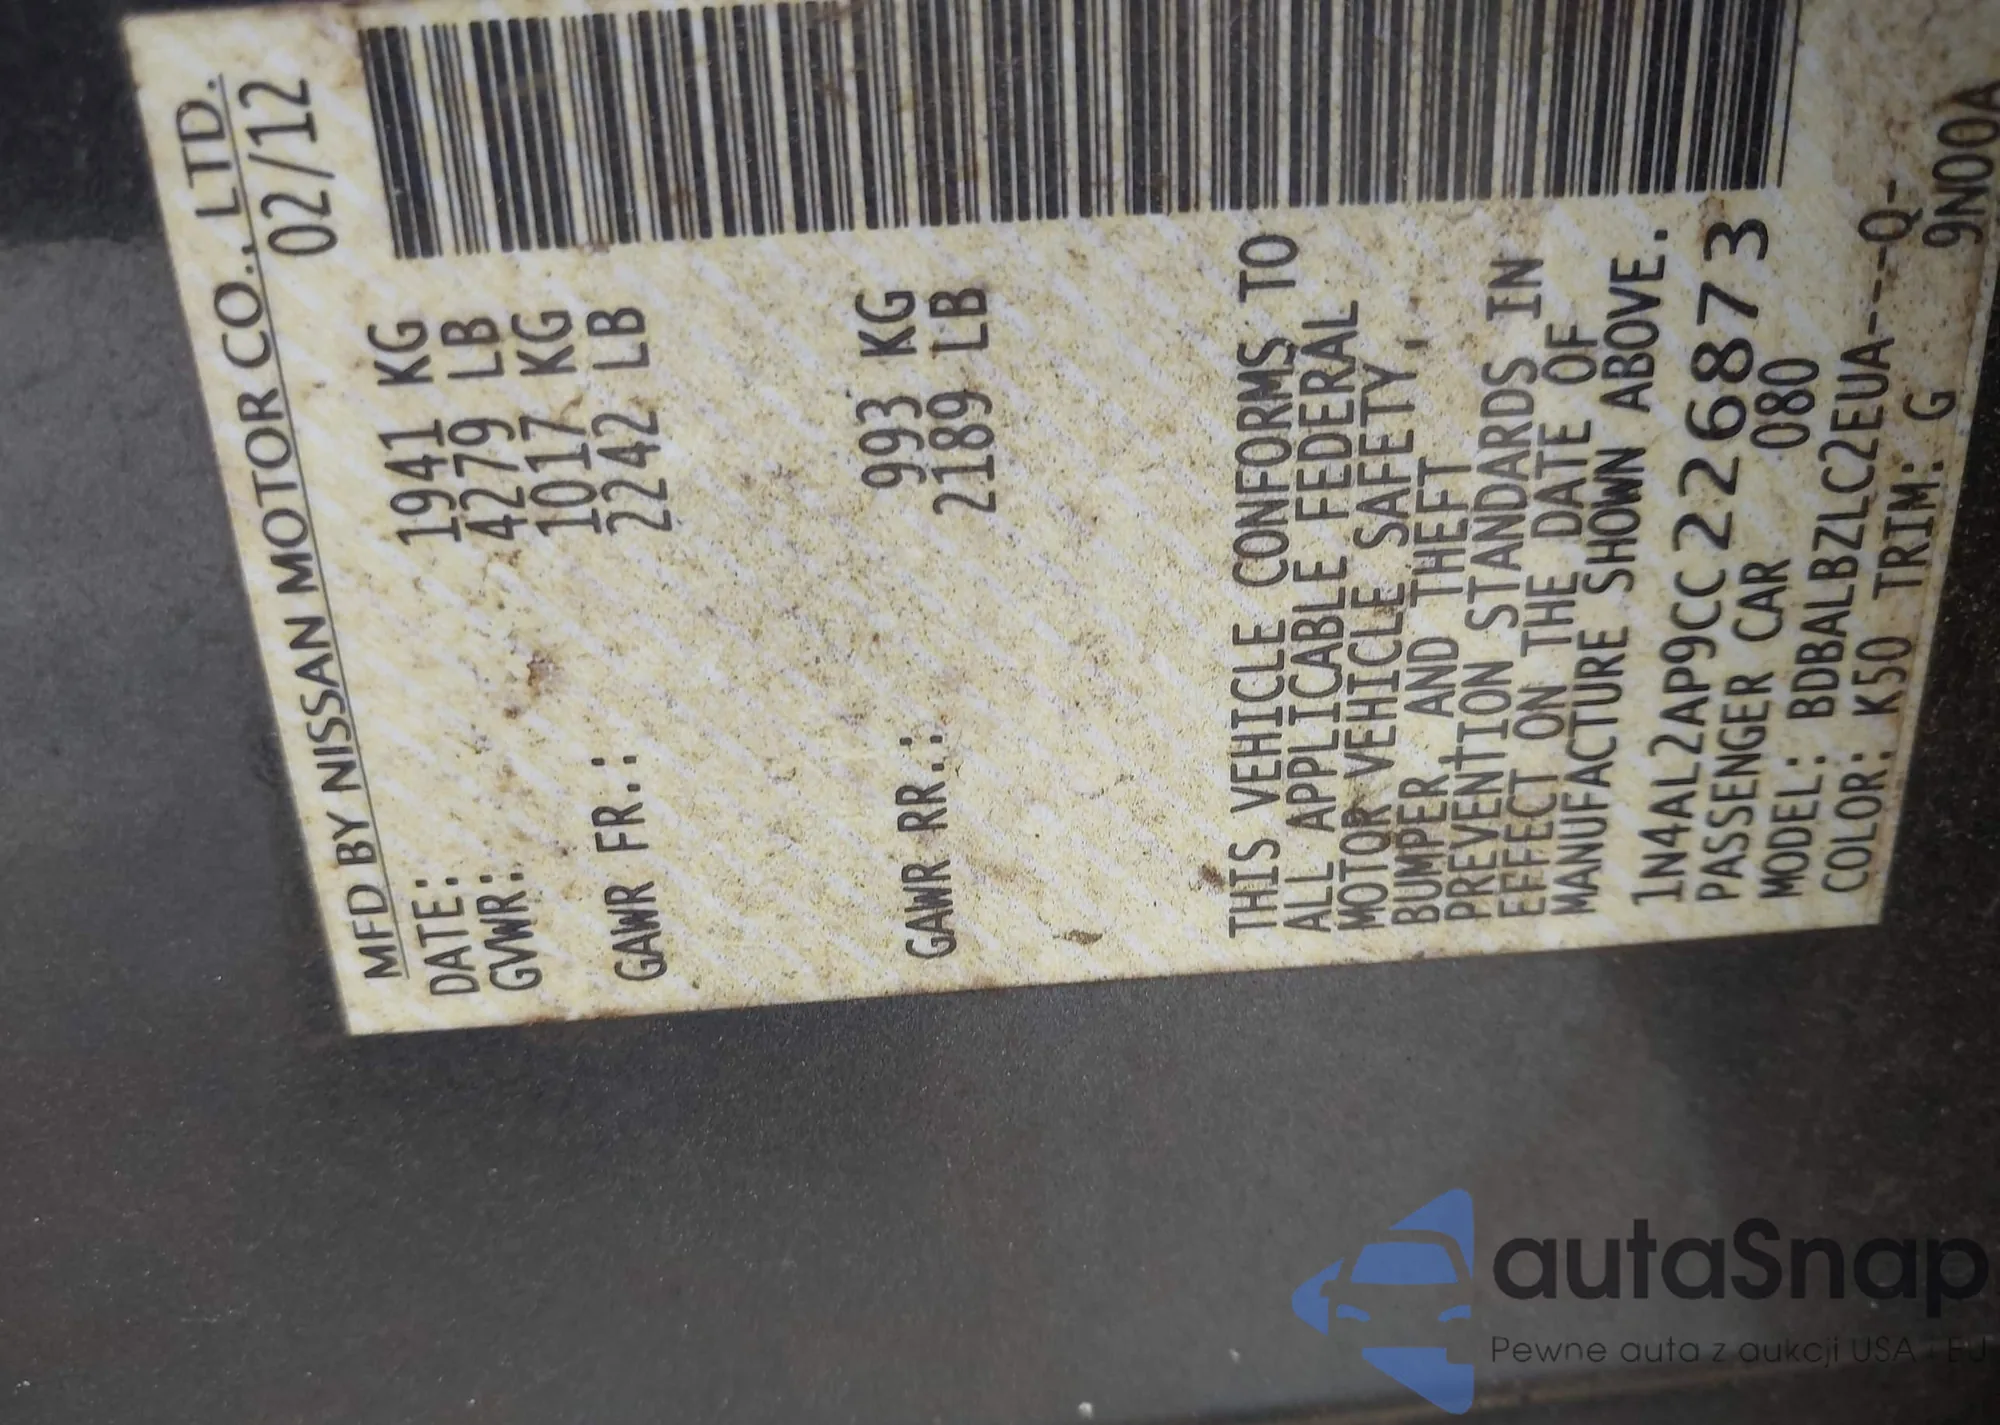 MFD BY NISSAN MOTOR CO., LTD.
DATE: 02/12
GVWR: 1941 KG
4279 LB
GAWR FR.: 1017 KG
2242 LB
GAWR RR.: 993 KG
2189 LB
THIS VEHICLE CONFORMS TO
ALL APPLICABLE FEDERAL
MOTOR VEHICLE SAFETY,
BUMPER AND THEFT
PREVENTION STANDARDS IN
EFFECT ON THE DATE OF
MANUFACTURE SHOWN ABOVE.
1N4AL2AP9CC226873
PASSENGER CAR 080
MODEL: BDBALBZLC2EUA---Q-
COLOR: K50 TRIM: G 9N00A
autaSnap
Pewne auta z aukcji USA i EU